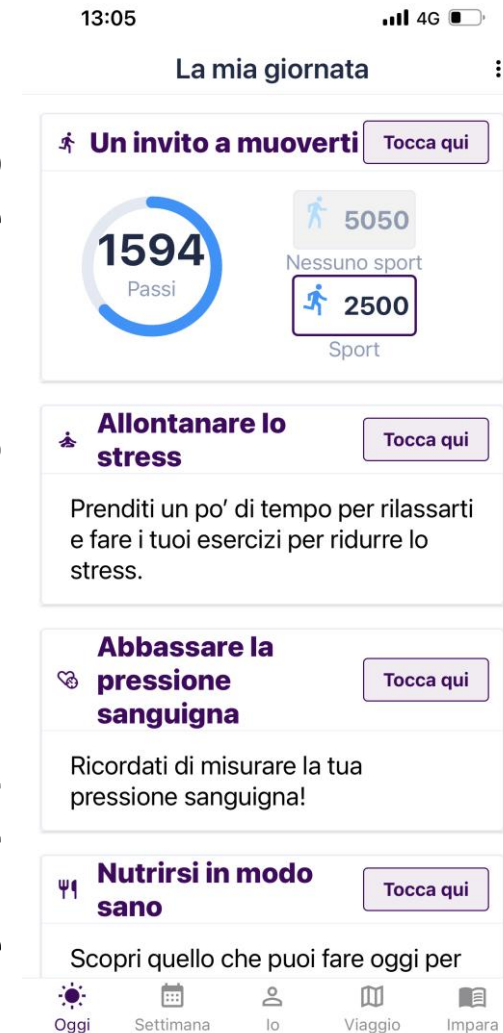 13:05 4G
La mia giornata
Un invito a muoverti Tocca qui
1594
Passi
5050
Nessuno sport
2500
Sport
Allontanare lo
stress
Tocca qui
Prenditi un po’ di tempo per rilassarti
e fare i tuoi esercizi per ridurre lo
stress.
Abbassare la
pressione
sanguigna
Tocca qui
Ricordati di misurare la tua
pressione sanguigna!
Nutrirsi in modo
sano
Tocca qui
Scopri quello che puoi fare oggi per
Oggi Settimana Io Viaggio Impara